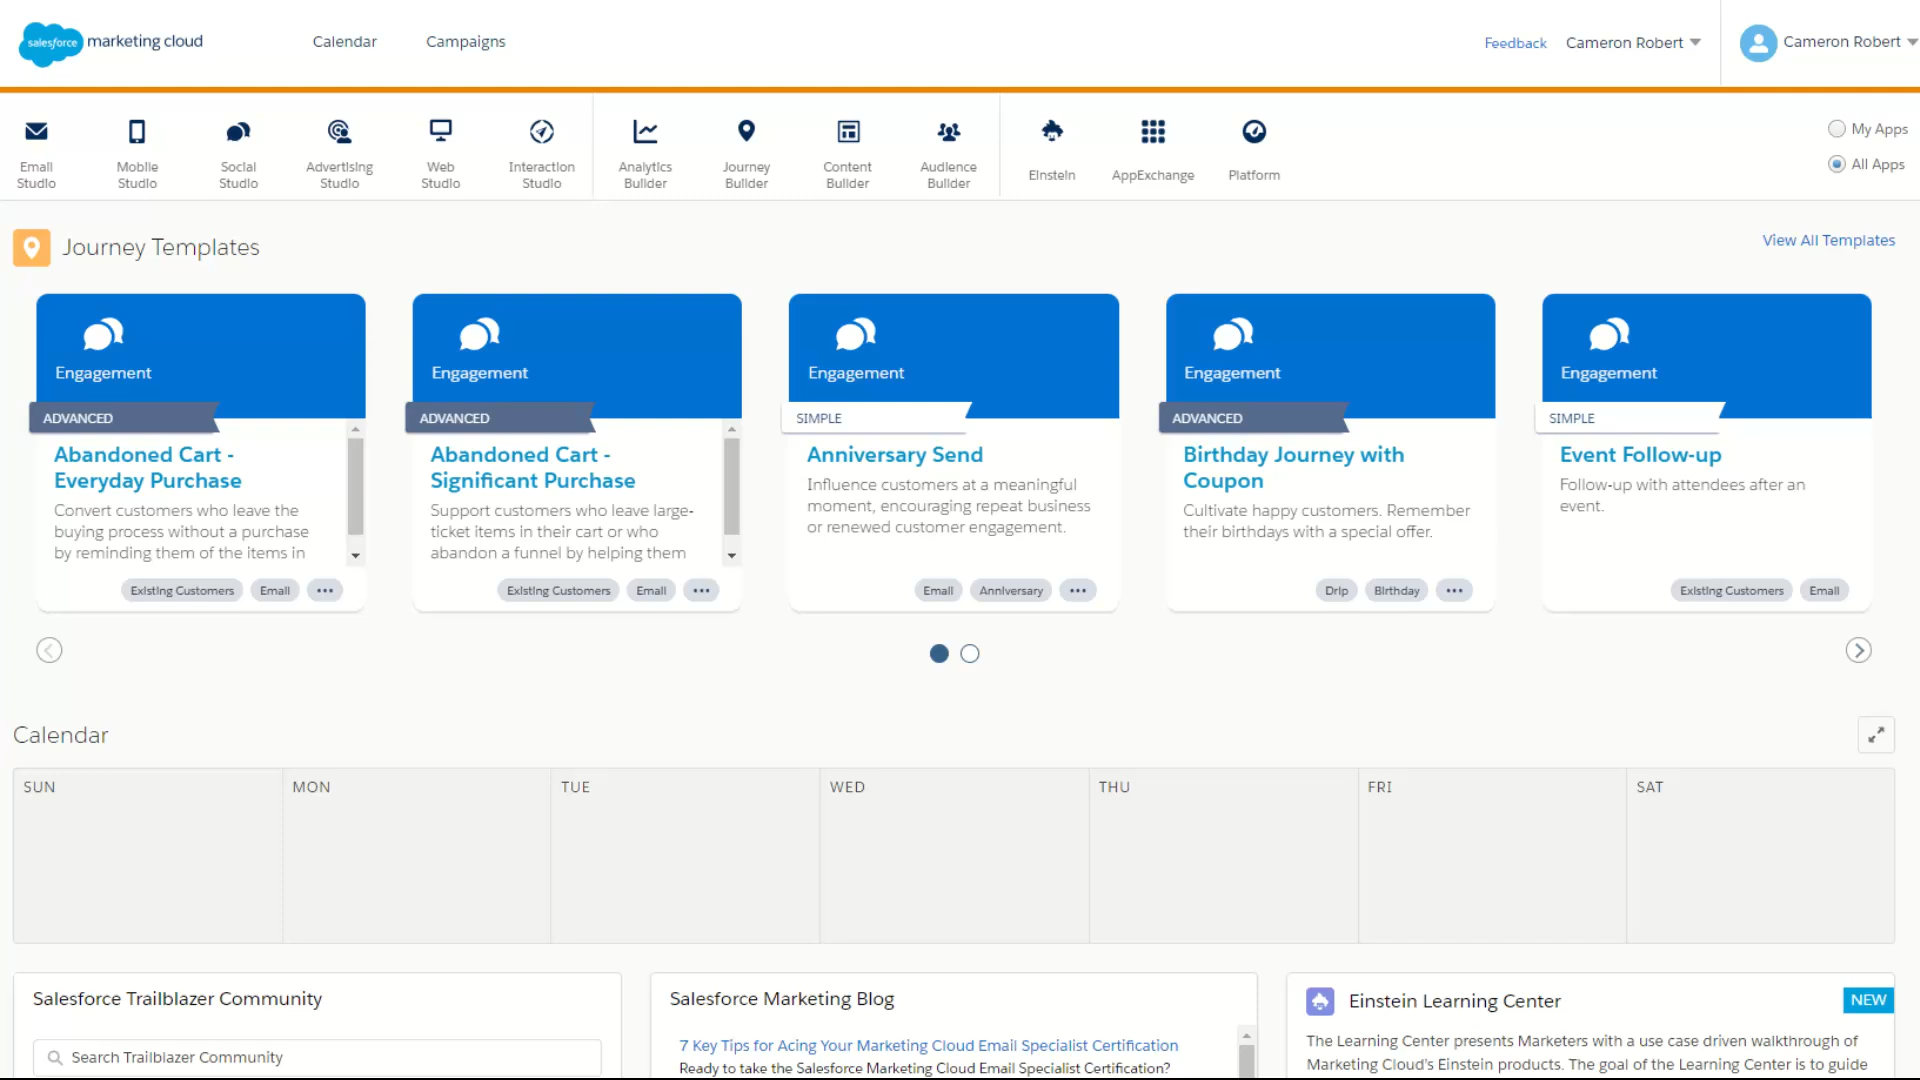 salesforce marketing cloud
Calendar
Campaigns
Feedback
Cameron Robert
Cameron Robert
Email Studio
Mobile Studio
Social Studio
Advertising Studio
Web Studio
Interaction Studio
Analytics Builder
Journey Builder
Content Builder
Audience Builder
Einstein
AppExchange
Platform
My Apps
All Apps
Journey Templates
View All Templates
Engagement
ADVANCED
Abandoned Cart -
Everyday Purchase
Convert customers who leave the
buying process without a purchase
by reminding them of the items in
Existing Customers
Email
•••
Engagement
ADVANCED
Abandoned Cart -
Significant Purchase
Support customers who leave large-
ticket items in their cart or who
abandon a funnel by helping them
Existing Customers
Email
•••
Engagement
SIMPLE
Anniversary Send
Influence customers at a meaningful
moment, encouraging repeat business
or renewed customer engagement.
Email
Anniversary
•••
Engagement
ADVANCED
Birthday Journey with
Coupon
Cultivate happy customers. Remember
their birthdays with a special offer.
Drip
Birthday
•••
Engagement
SIMPLE
Event Follow-up
Follow-up with attendees after an
event.
Existing Customers
Email
Calendar
SUN
MON
TUE
WED
THU
FRI
SAT
Salesforce Trailblazer Community
Search Trailblazer Community
Salesforce Marketing Blog
7 Key Tips for Acing Your Marketing Cloud Email Specialist Certification
Ready to take the Salesforce Marketing Cloud Email Specialist Certification?
Einstein Learning Center
NEW
The Learning Center presents Marketers with a use case driven walkthrough of
Marketing Cloud's Einstein products. The goal of the Learning Center is to guide